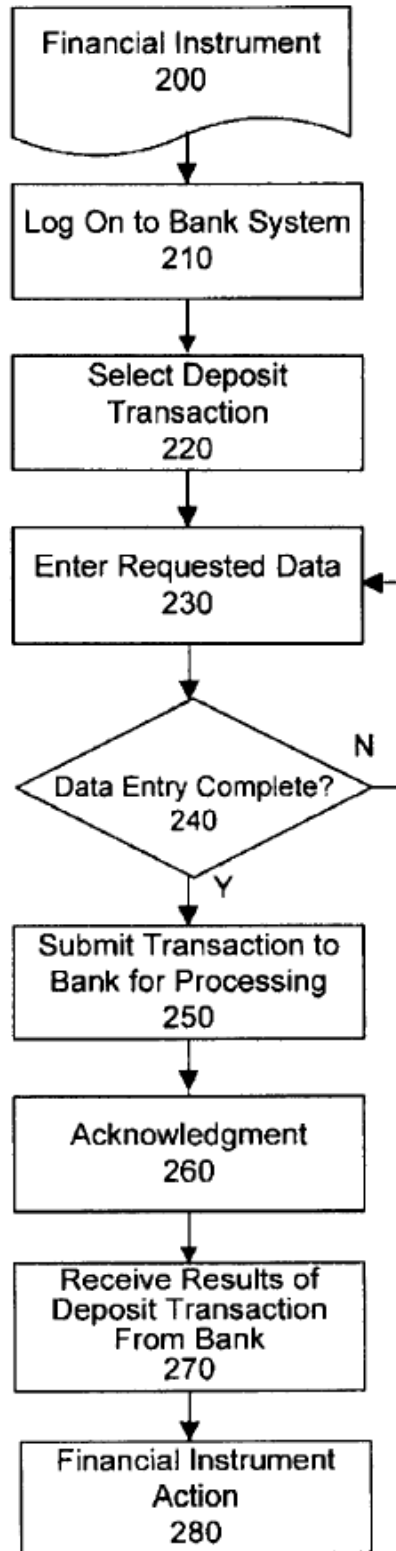 Financial Instrument
200
Log On to Bank System
210
Select Deposit
Transaction
220
Enter Requested Data
230
N
Data Entry Complete?
240
Y
Submit Transaction to
Bank for Processing
250
Acknowledgment
260
Receive Results of
Deposit Transaction
From Bank
270
Financial Instrument
Action
280